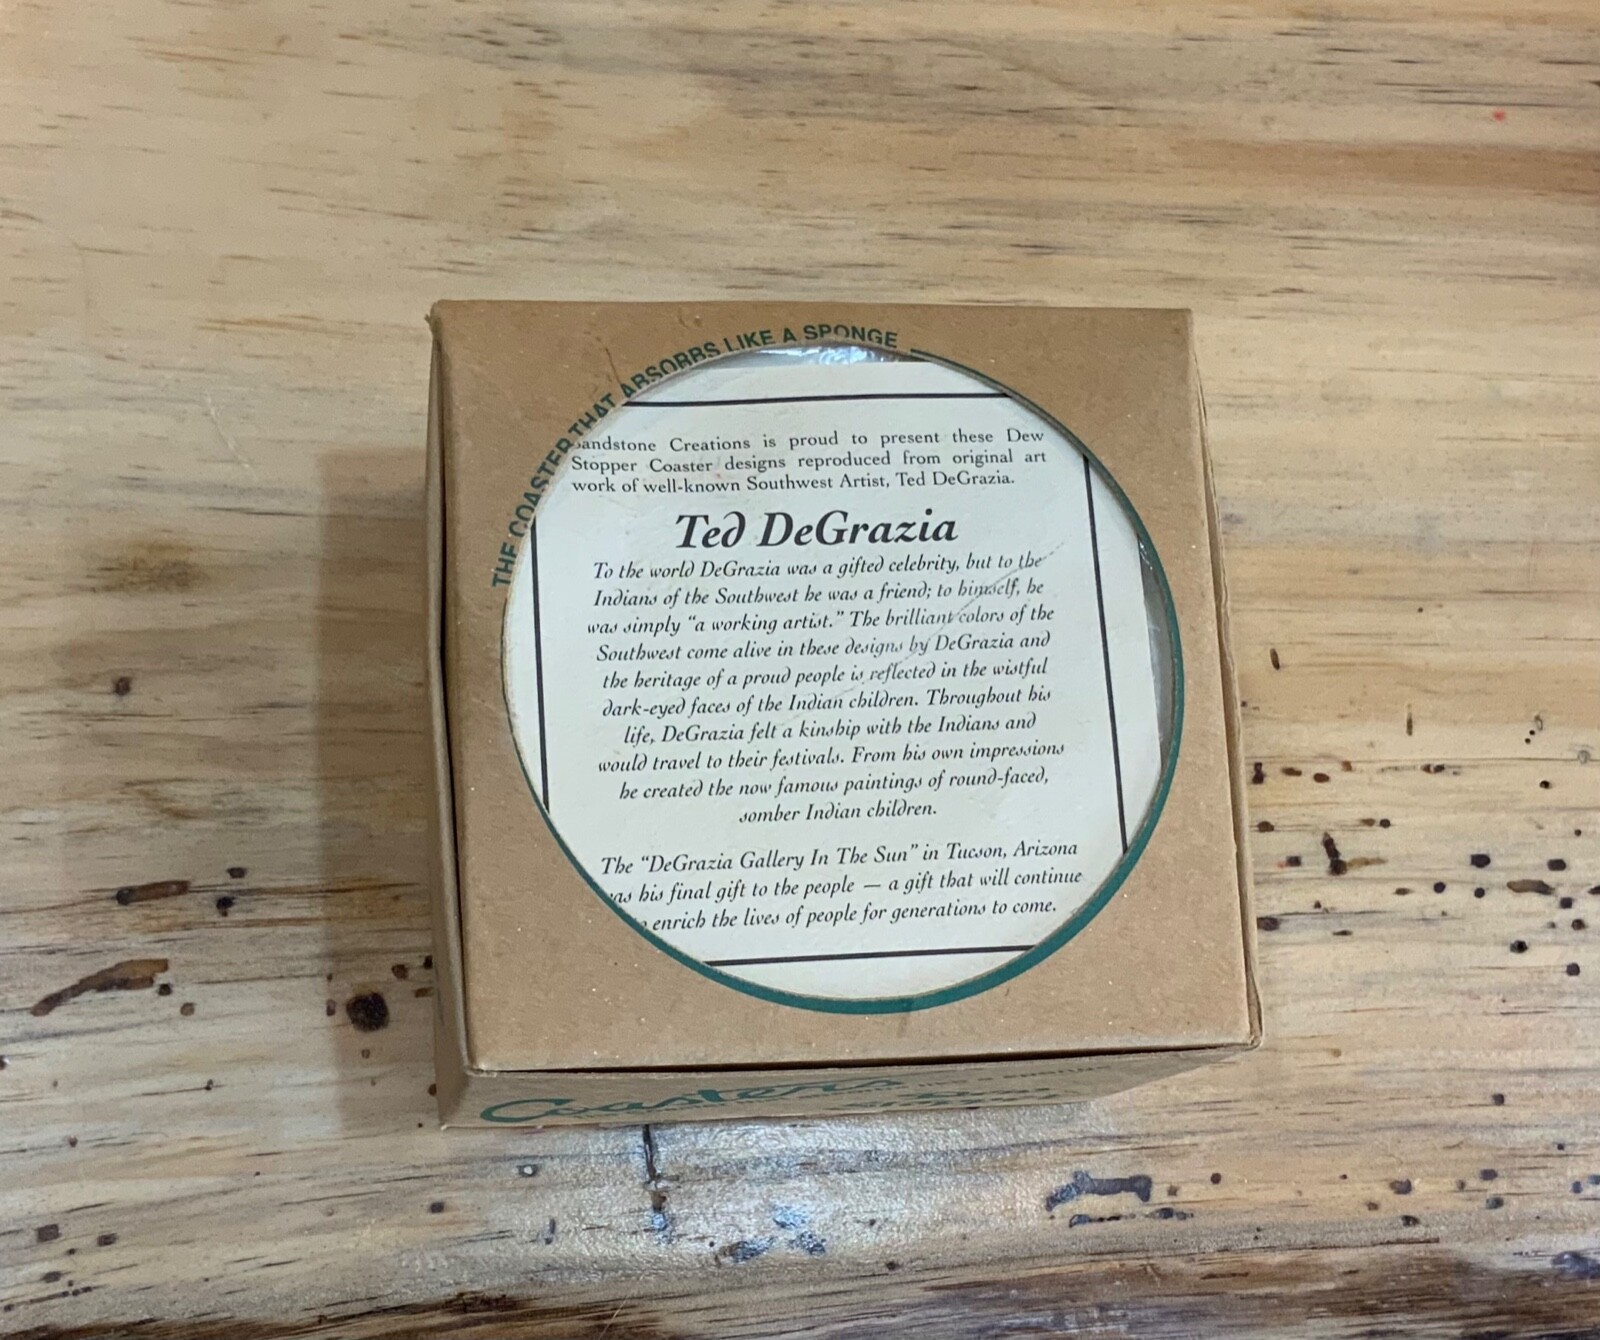 THE COASTER THAT ABSORBS LIKE A SPONGE
Sandstone Creations is proud to present these Dew
Stopper Coaster designs reproduced from original art
work of well-known Southwest Artist, Ted DeGrazia.
Ted DeGrazia
To the world DeGrazia was a gifted celebrity, but to the
Indians of the Southwest he was a friend; to himself, he
was simply “a working artist.” The brilliant colors of the
Southwest come alive in these designs by DeGrazia and
the heritage of a proud people is reflected in the wistful
dark-eyed faces of the Indian children. Throughout his
life, DeGrazia felt a kinship with the Indians and
would travel to their festivals. From his own impressions
he created the now famous paintings of round-faced,
somber Indian children.
The “DeGrazia Gallery In The Sun” in Tucson, Arizona
was his final gift to the people — a gift that will continue
to enrich the lives of people for generations to come.
Coasters